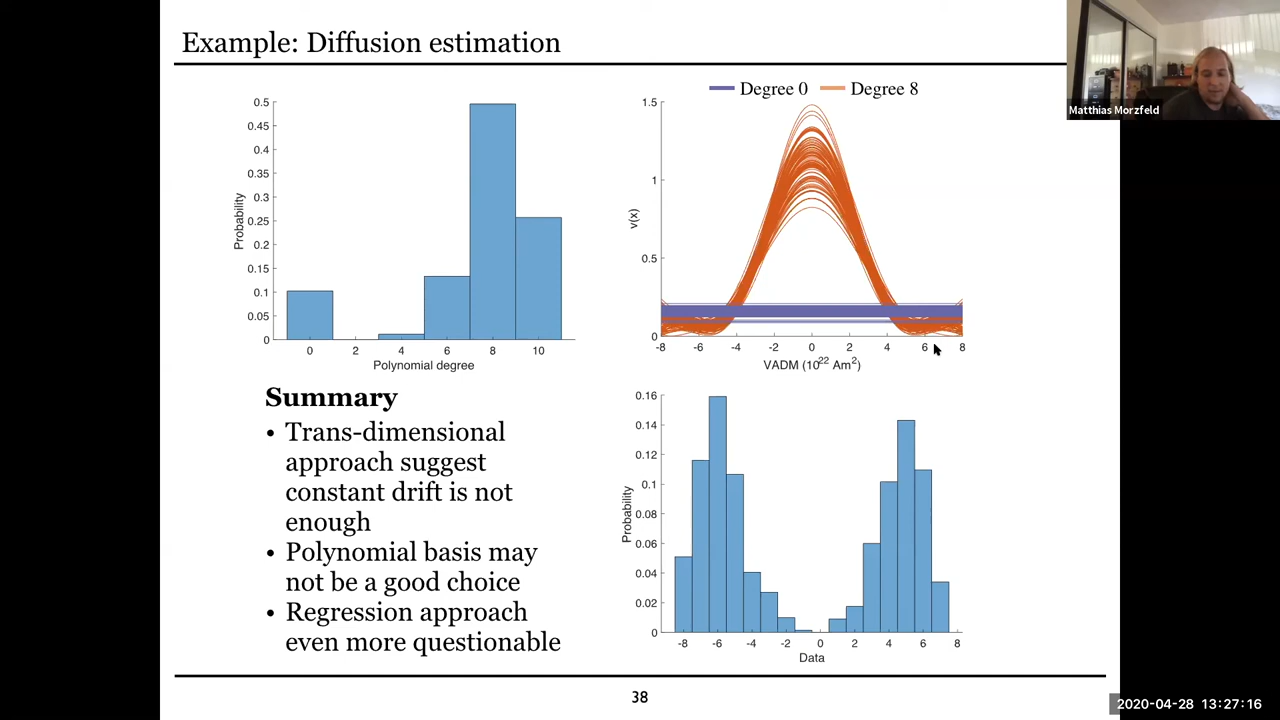 Example: Diffusion estimation
Matthias Morzfeld
0.5
0.45
0.4
0.35
0.3
0.25
0.2
0.15
0.1
0.05
0
Probability
0 2 4 6 8 10
Polynomial degree
Degree 0 Degree 8
1.5
1
0.5
0
v(x)
-8 -6 -4 -2 0 2 4 6 8
VADM (10²² Am²)
Summary
• Trans-dimensional
approach suggest
constant drift is not
enough
• Polynomial basis may
not be a good choice
• Regression approach
even more questionable
0.16
0.14
0.12
0.1
0.08
0.06
0.04
0.02
0
Probability
-8 -6 -4 -2 0 2 4 6 8
Data
38
2020-04-28 13:27:16